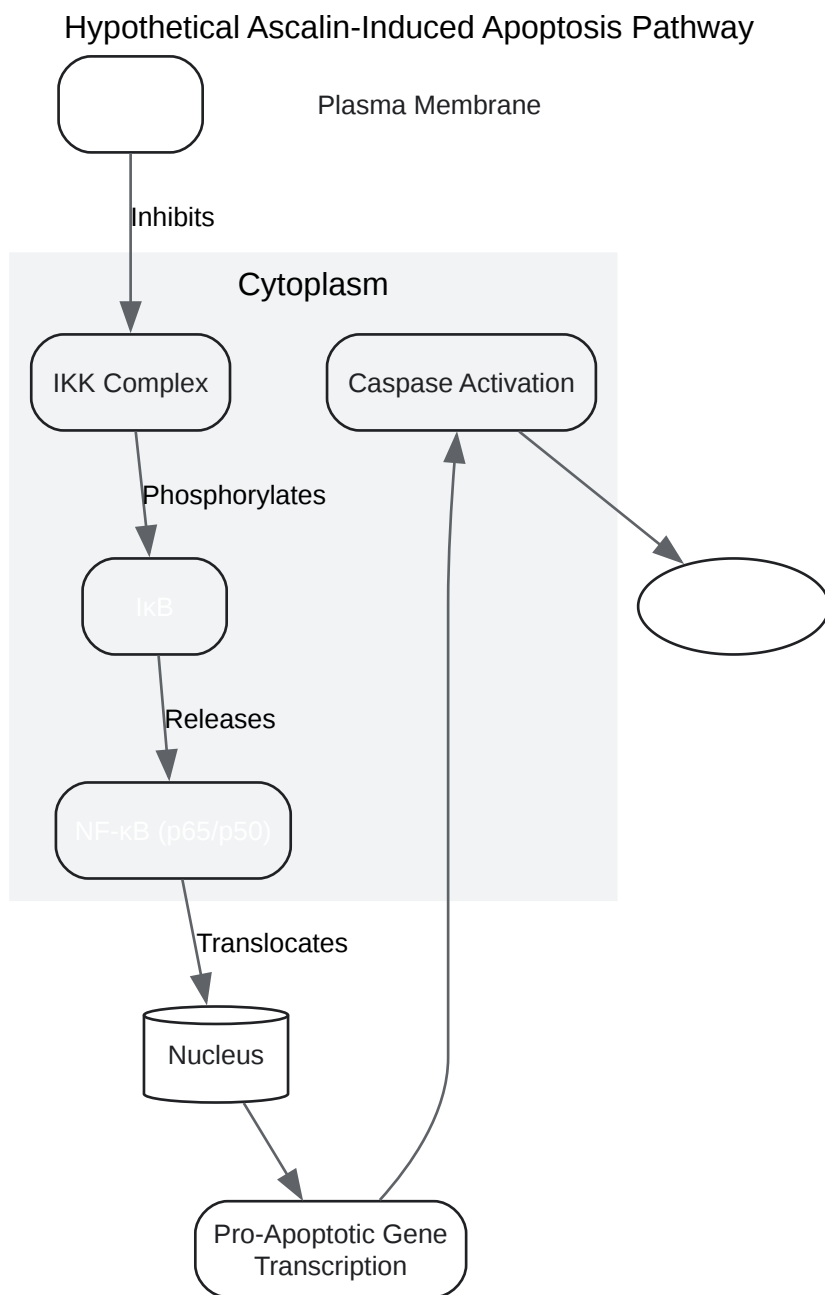 Hypothetical Ascalin-Induced Apoptosis Pathway
Plasma Membrane
Inhibits
Cytoplasm
IKK Complex
Caspase Activation
Phosphorylates
IκB
Releases
NF-κB (p65/p50)
Translocates
Nucleus
Pro-Apoptotic Gene
Transcription